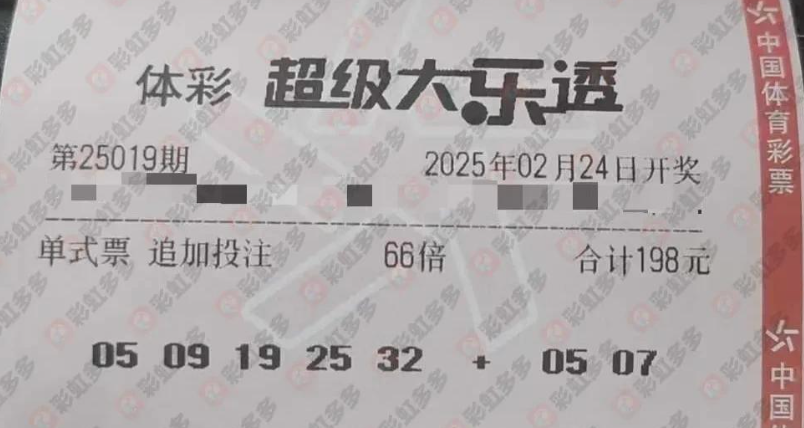 体彩 超级大乐透
第25019期 2025年02月24日开奖
单式票 追加投注 66倍 合计198元
05 09 19 25 32 + 05 07
中国体育彩票
中国体
彩虹多多